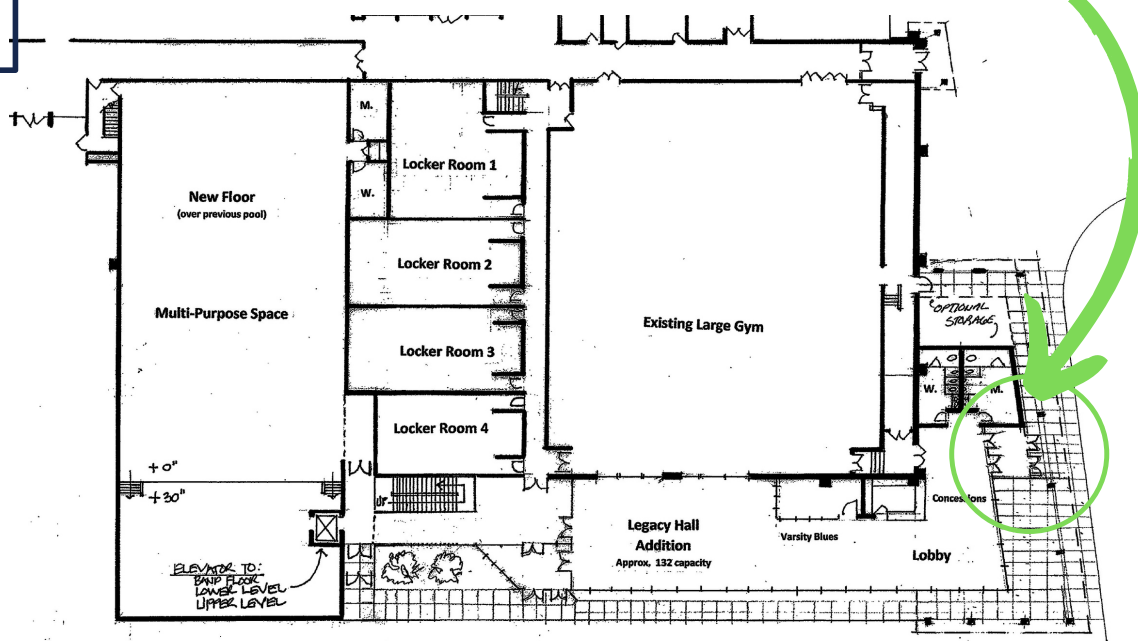 M.
Locker Room 1
New Floor
(over previous pool)
W.
Locker Room 2
Multi-Purpose Space
Existing Large Gym
"OPTIONAL
STORAGE"
Locker Room 3
W.
M.
Locker Room 4
+0"
+30"
UP
Concessions
Legacy Hall
Addition
Approx. 132 capacity
Varsity Blues
Lobby
ELEVATOR TO:
BAND FLOOR
LOWER LEVEL
UPPER LEVEL